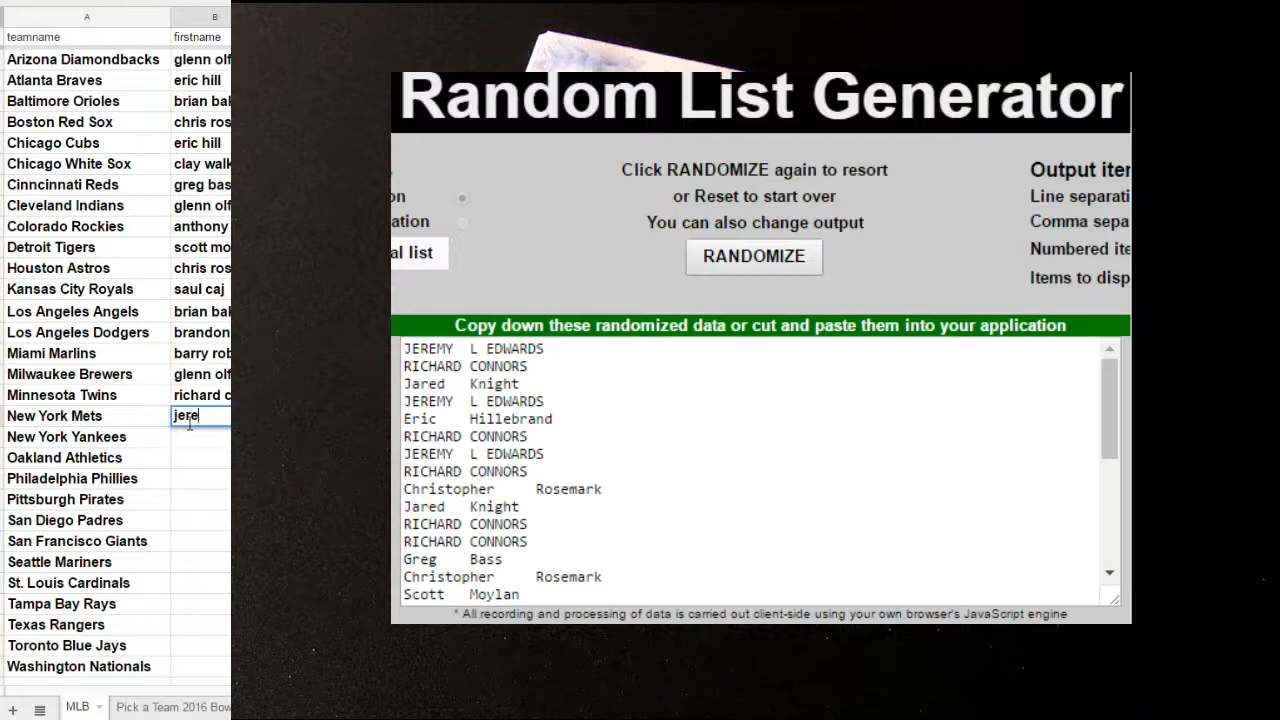 A B
teamname firstname
Arizona Diamondbacks glenn olf
Atlanta Braves eric hill
Baltimore Orioles brian bak
Boston Red Sox chris ros
Chicago Cubs eric hill
Chicago White Sox clay walk
Cinncinnati Reds greg bas
Cleveland Indians glenn olf
Colorado Rockies anthony
Detroit Tigers scott mo
Houston Astros chris ros
Kansas City Royals saul caj
Los Angeles Angels brian bak
Los Angeles Dodgers brandon
Miami Marlins barry rob
Milwaukee Brewers glenn olf
Minnesota Twins richard c
New York Mets jere
New York Yankees
Oakland Athletics
Philadelphia Phillies
Pittsburgh Pirates
San Diego Padres
San Francisco Giants
Seattle Mariners
St. Louis Cardinals
Tampa Bay Rays
Texas Rangers
Toronto Blue Jays
Washington Nationals
+ MLB Pick a Team 2016 Bow
Random List Generator
on
ation
al list
Click RANDOMIZE again to resort
or Reset to start over
You can also change output
RANDOMIZE
Output iter
Line separati
Comma sepa
Numbered ite
Items to disp
Copy down these randomized data or cut and paste them into your application
JEREMY L EDWARDS
RICHARD CONNORS
Jared Knight
JEREMY L EDWARDS
Eric Hillebrand
RICHARD CONNORS
JEREMY L EDWARDS
RICHARD CONNORS
Christopher Rosemark
Jared Knight
RICHARD CONNORS
RICHARD CONNORS
Greg Bass
Christopher Rosemark
Scott Moylan
* All recording and processing of data is carried out client-side using your own browser's JavaScript engine